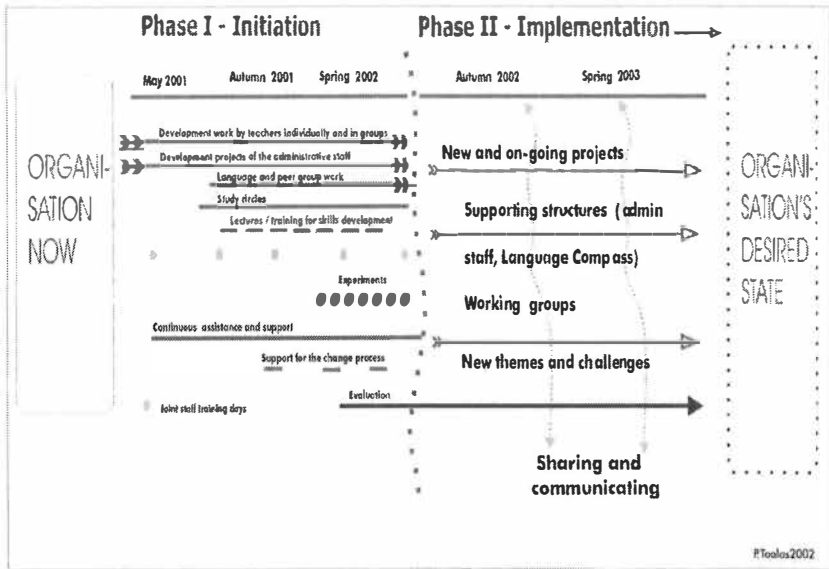 Phase I - Initiation
Phase II - Implementation
May 2001
Autumn 2001
Spring 2002
Autumn 2002
Spring 2003
ORGANI-
SATION
NOW
Development work by teachers individually and in groups
Development projects of the administrative staff
Language and peer group work
Study circles
Lectures / training for skills development
Experiments
Continuous assistance and support
Support for the change process
Joint staff training days
Evaluation
New and on-going projects
Supporting structures (admin
staff, Language Compass)
Working groups
New themes and challenges
Sharing and
communicating
ORGANI-
SATION'S
DESIRED
STATE
P.Toalas2002